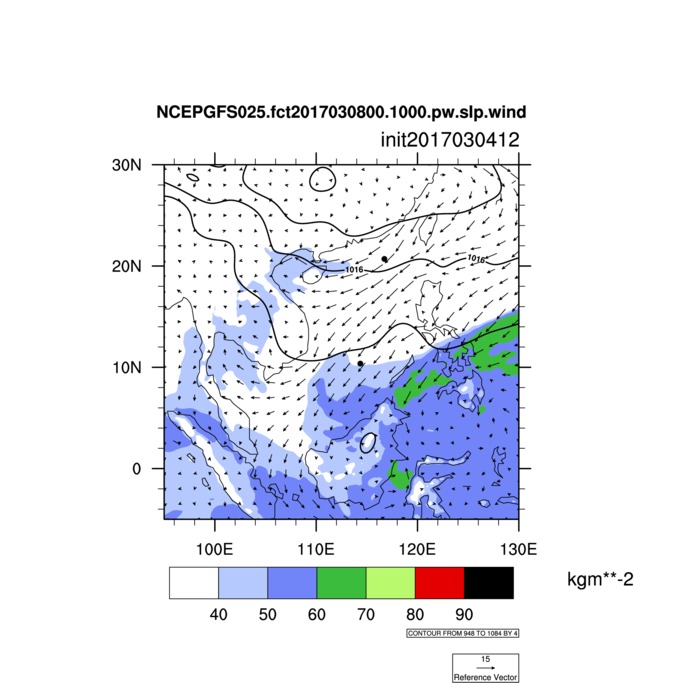 NCEPGFS025.fct2017030800.1000.pw.slp.wind
init2017030412
30N
1016
20N
1016
10N
0
100E 110E 120E 130E
kgm**-2
40 50 60 70 80 90
CONTOUR FROM 948 TO 1084 BY 4
15
Reference Vector